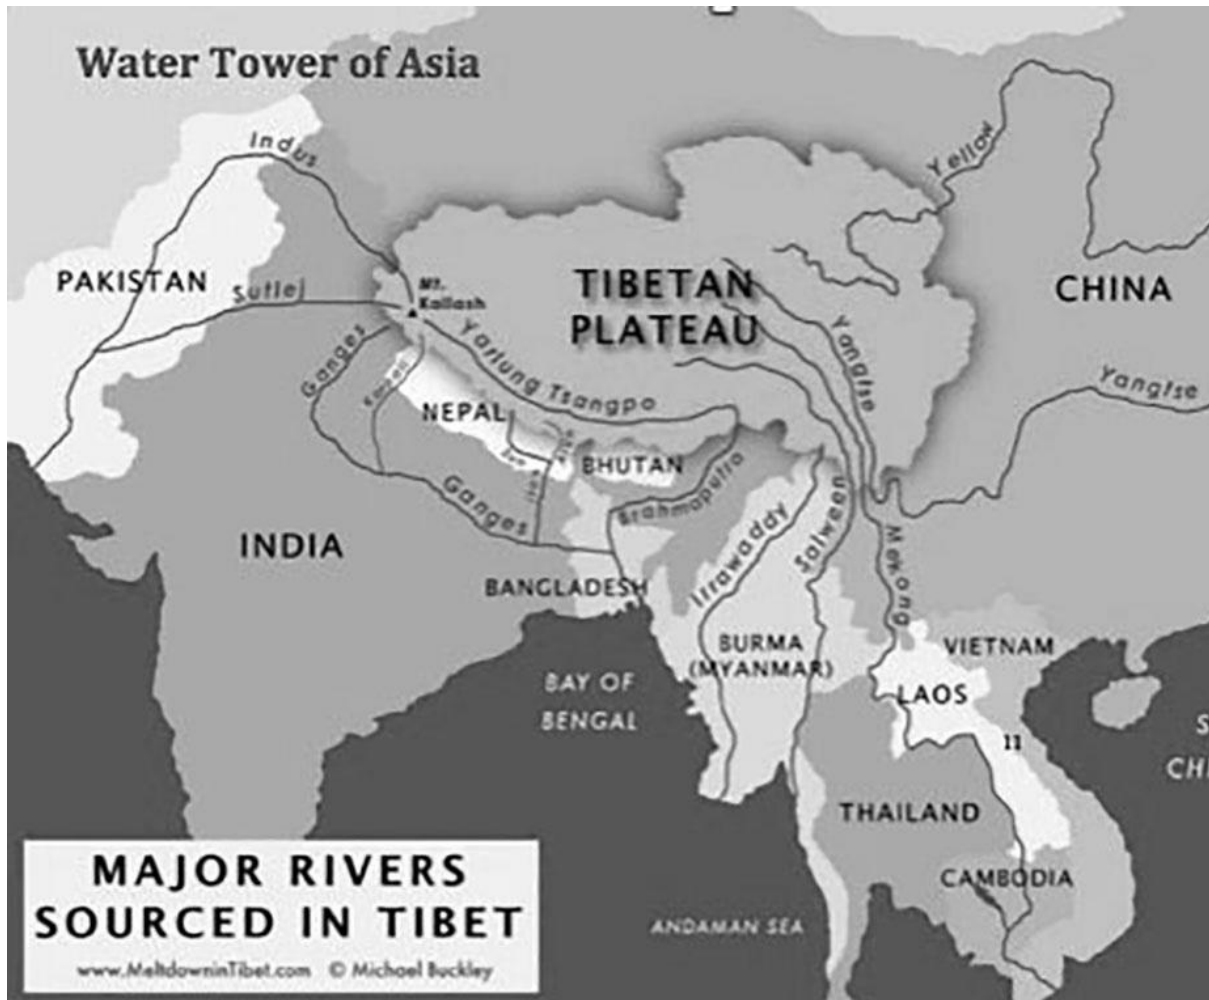 Water Tower of Asia
Indus
Yellow
PAKISTAN
Sutlej
Mt.
Kailash
TIBETAN
PLATEAU
CHINA
Ganges
Yarlung Tsangpo
Yangtse
Yangtse
NEPAL
BHUTAN
Ganges
Brahmaputra
INDIA
Irrawaddy
Salween
Mekong
BANGLADESH
BURMA
(MYANMAR)
VIETNAM
BAY OF
BENGAL
LAOS
11
S
CHI
THAILAND
CAMBODIA
ANDAMAN SEA
MAJOR RIVERS
SOURCED IN TIBET
www.MeltdowninTibet.com © Michael Buckley